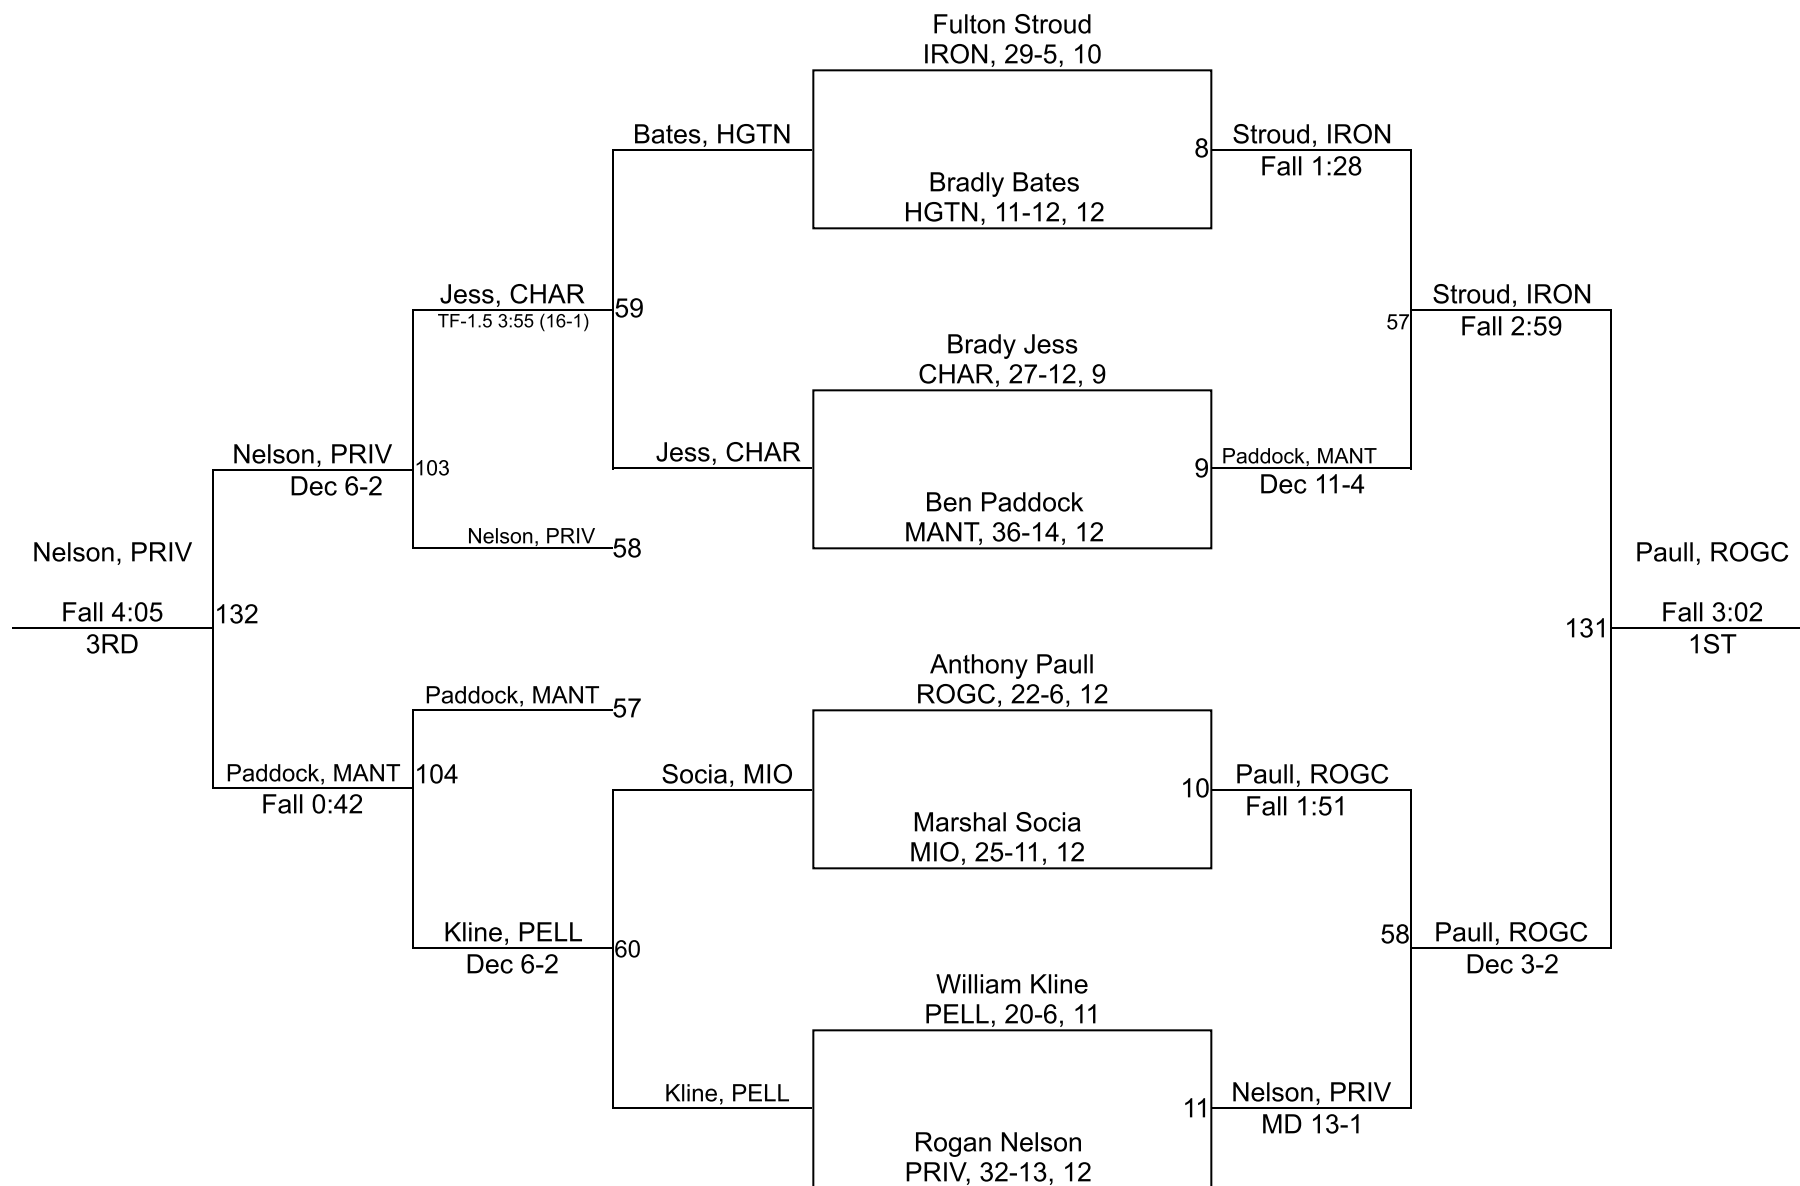 Fulton Stroud
IRON, 29-5, 10
Bates, HGTN
8
Stroud, IRON
Fall 1:28
Bradly Bates
HGTN, 11-12, 12
Jess, CHAR
TF-1.5 3:55 (16-1)
59
57
Stroud, IRON
Fall 2:59
Brady Jess
CHAR, 27-12, 9
Nelson, PRIV
Dec 6-2
103
Jess, CHAR
9
Paddock, MANT
Dec 11-4
Ben Paddock
MANT, 36-14, 12
Nelson, PRIV
58
Nelson, PRIV
Fall 4:05
3RD
132
Paull, ROGC
131
Fall 3:02
1ST
Anthony Paull
ROGC, 22-6, 12
Paddock, MANT
57
Paddock, MANT
Fall 0:42
104
Socia, MIO
10
Paull, ROGC
Fall 1:51
Marshal Socia
MIO, 25-11, 12
Kline, PELL
Dec 6-2
60
58
Paull, ROGC
Dec 3-2
William Kline
PELL, 20-6, 11
Kline, PELL
11
Nelson, PRIV
MD 13-1
Rogan Nelson
PRIV, 32-13, 12